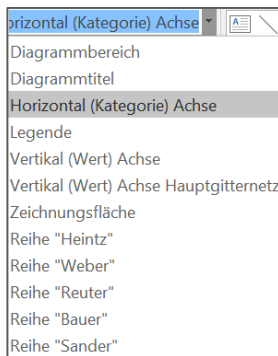 orizontal (Kategorie) Achse
Diagrammbereich
Diagrammtitel
Horizontal (Kategorie) Achse
Legende
Vertikal (Wert) Achse
Vertikal (Wert) Achse Hauptgitternetz
Zeichnungsfläche
Reihe "Heintz"
Reihe "Weber"
Reihe "Reuter"
Reihe "Bauer"
Reihe "Sander"